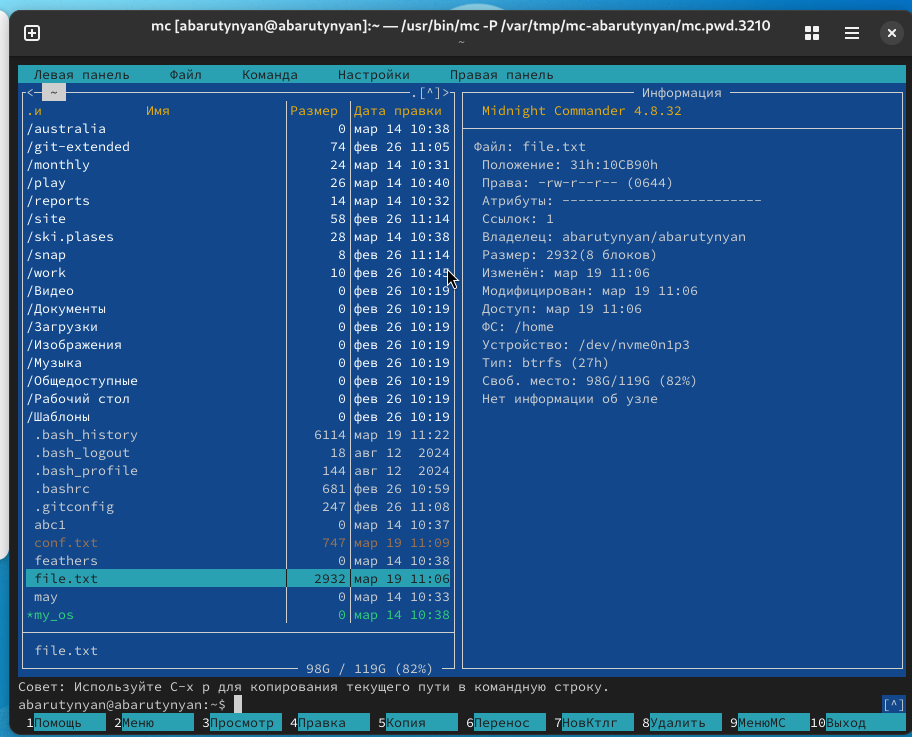 mc [abarutynyan@abarutynyan]:~ — /usr/bin/mc -P /var/tmp/mc-abarutynyan/mc.pwd.3210
~
Левая панель Файл Команда Настройки Правая панель
<- ~ .[^]>
.и Имя Размер Дата правки
/australia 0 мар 14 10:38
/git-extended 74 фев 26 11:05
/monthly 24 мар 14 10:31
/play 26 мар 14 10:40
/reports 14 мар 14 10:32
/site 58 фев 26 11:14
/ski.plases 28 мар 14 10:38
/snap 8 фев 26 11:14
/work 10 фев 26 10:45
/Видео 0 фев 26 10:19
/Документы 0 фев 26 10:19
/Загрузки 0 фев 26 10:19
/Изображения 0 фев 26 10:19
/Музыка 0 фев 26 10:19
/Общедоступные 0 фев 26 10:19
/Рабочий стол 0 фев 26 10:19
/Шаблоны 0 фев 26 10:19
.bash_history 6114 мар 19 11:22
.bash_logout 18 авг 12 2024
.bash_profile 144 авг 12 2024
.bashrc 681 фев 26 10:59
.gitconfig 247 фев 26 11:08
abc1 0 мар 14 10:37
conf.txt 747 мар 19 11:09
feathers 0 мар 14 10:38
file.txt 2932 мар 19 11:06
may 0 мар 14 10:33
*my_os 0 мар 14 10:38
file.txt
98G / 119G (82%)
Информация
Midnight Commander 4.8.32
Файл: file.txt
Положение: 31h:10CB90h
Права: -rw-r--r-- (0644)
Атрибуты: -------------------------
Ссылок: 1
Владелец: abarutynyan/abarutynyan
Размер: 2932(8 блоков)
Изменён: мар 19 11:06
Модифицирован: мар 19 11:06
Доступ: мар 19 11:06
ФС: /home
Устройство: /dev/nvme0n1p3
Тип: btrfs (27h)
Своб. место: 98G/119G (82%)
Нет информации об узле
Совет: Используйте C-x p для копирования текущего пути в командную строку.
abarutynyan@abarutynyan:~$ [^]
1Помощь 2Меню 3Просмотр 4Правка 5Копия 6Перенос 7НовКтлг 8Удалить 9МенюМС 10Выход